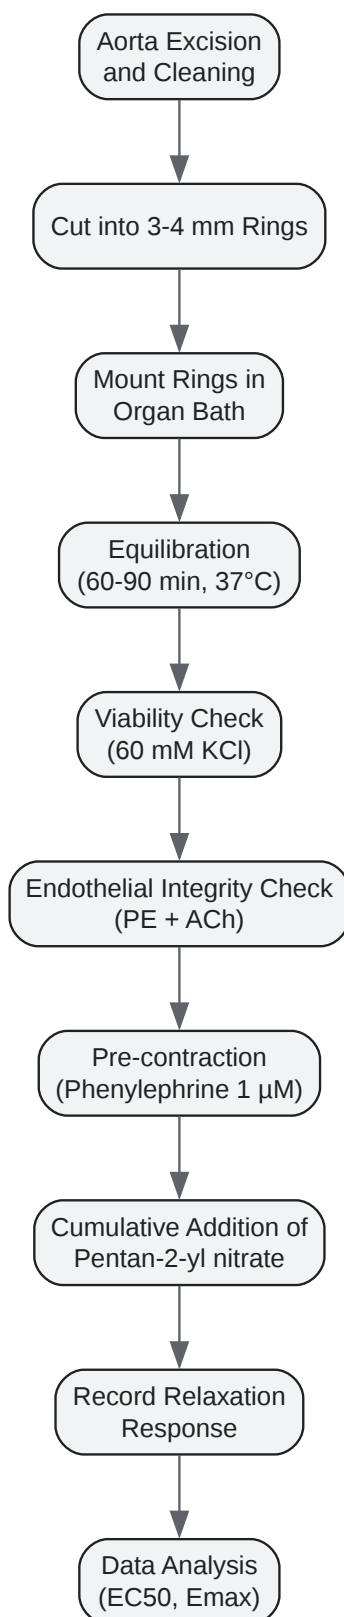 Aorta Excision
and Cleaning
Cut into 3-4 mm Rings
Mount Rings in
Organ Bath
Equilibration
(60-90 min, 37°C)
Viability Check
(60 mM KCl)
Endothelial Integrity Check
(PE + ACh)
Pre-contraction
(Phenylephrine 1 µM)
Cumulative Addition of
Pentan-2-yl nitrate
Record Relaxation
Response
Data Analysis
(EC50, Emax)